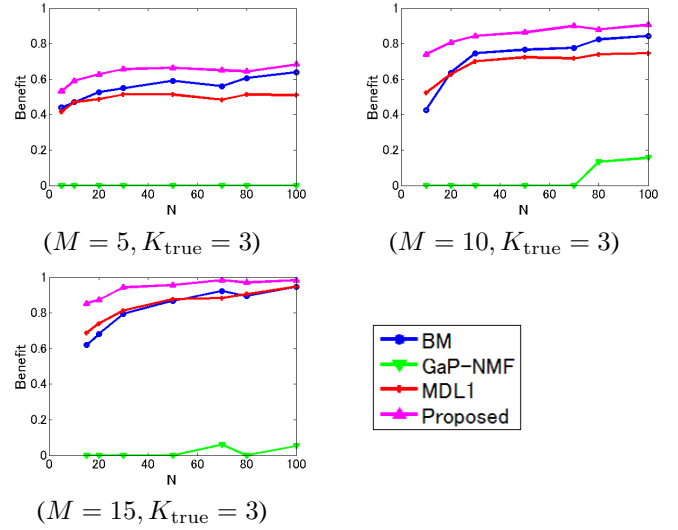 1
0.8
0.6
0.4
0.2
0
Benefit
0 20 40 60 80 100
N
(M = 5, K_true = 3)
1
0.8
0.6
0.4
0.2
0
Benefit
0 20 40 60 80 100
N
(M = 10, K_true = 3)
1
0.8
0.6
0.4
0.2
0
Benefit
20 40 60 80 100
N
(M = 15, K_true = 3)
BM
GaP-NMF
MDL1
Proposed